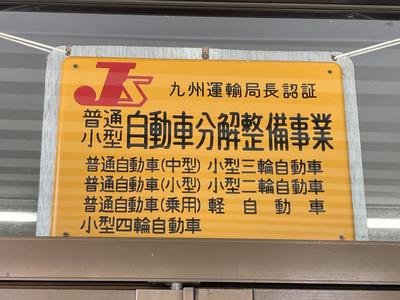 JS
九州運輸局長認証
普通
小型
自動車分解整備事業
普通自動車(中型) 小型三輪自動車
普通自動車(小型) 小型二輪自動車
普通自動車(乗用) 軽自動車
小型四輪自動車